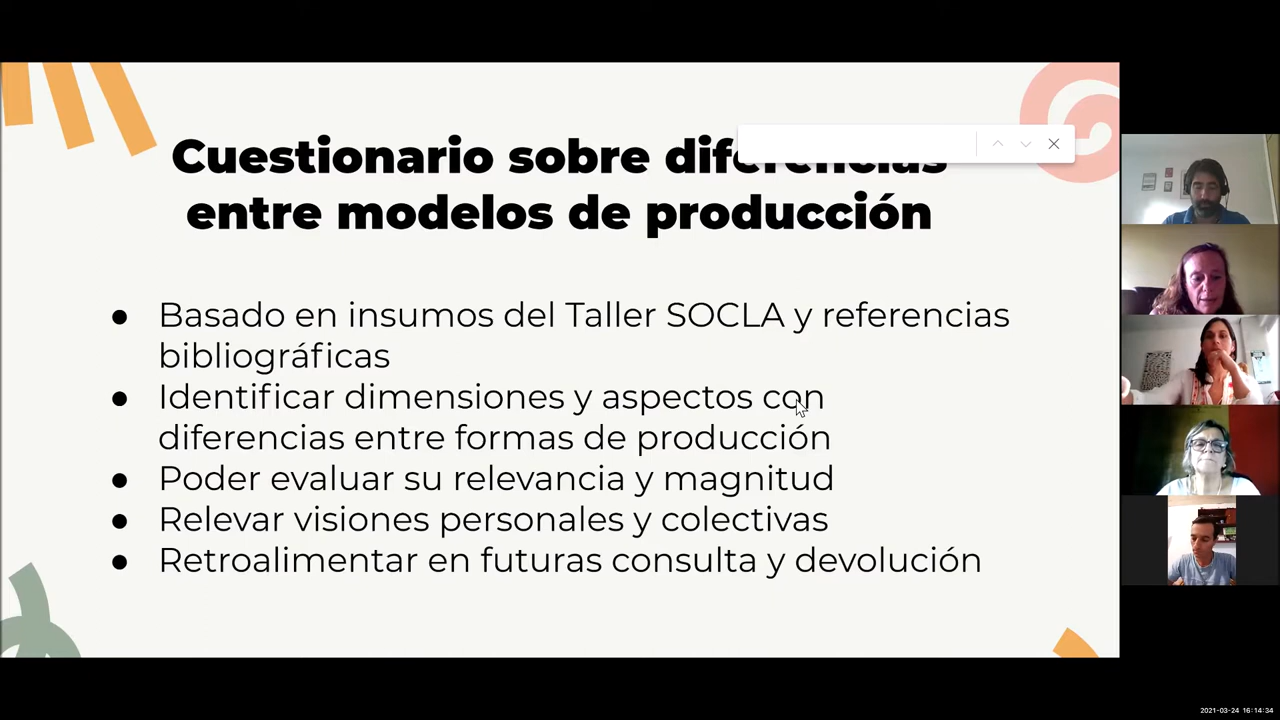 Cuestionario sobre diferencias
entre modelos de producción
● Basado en insumos del Taller SOCLA y referencias
bibliográficas
● Identificar dimensiones y aspectos con
diferencias entre formas de producción
● Poder evaluar su relevancia y magnitud
● Relevar visiones personales y colectivas
● Retroalimentar en futuras consulta y devolución
2021-03-24 16:14:34